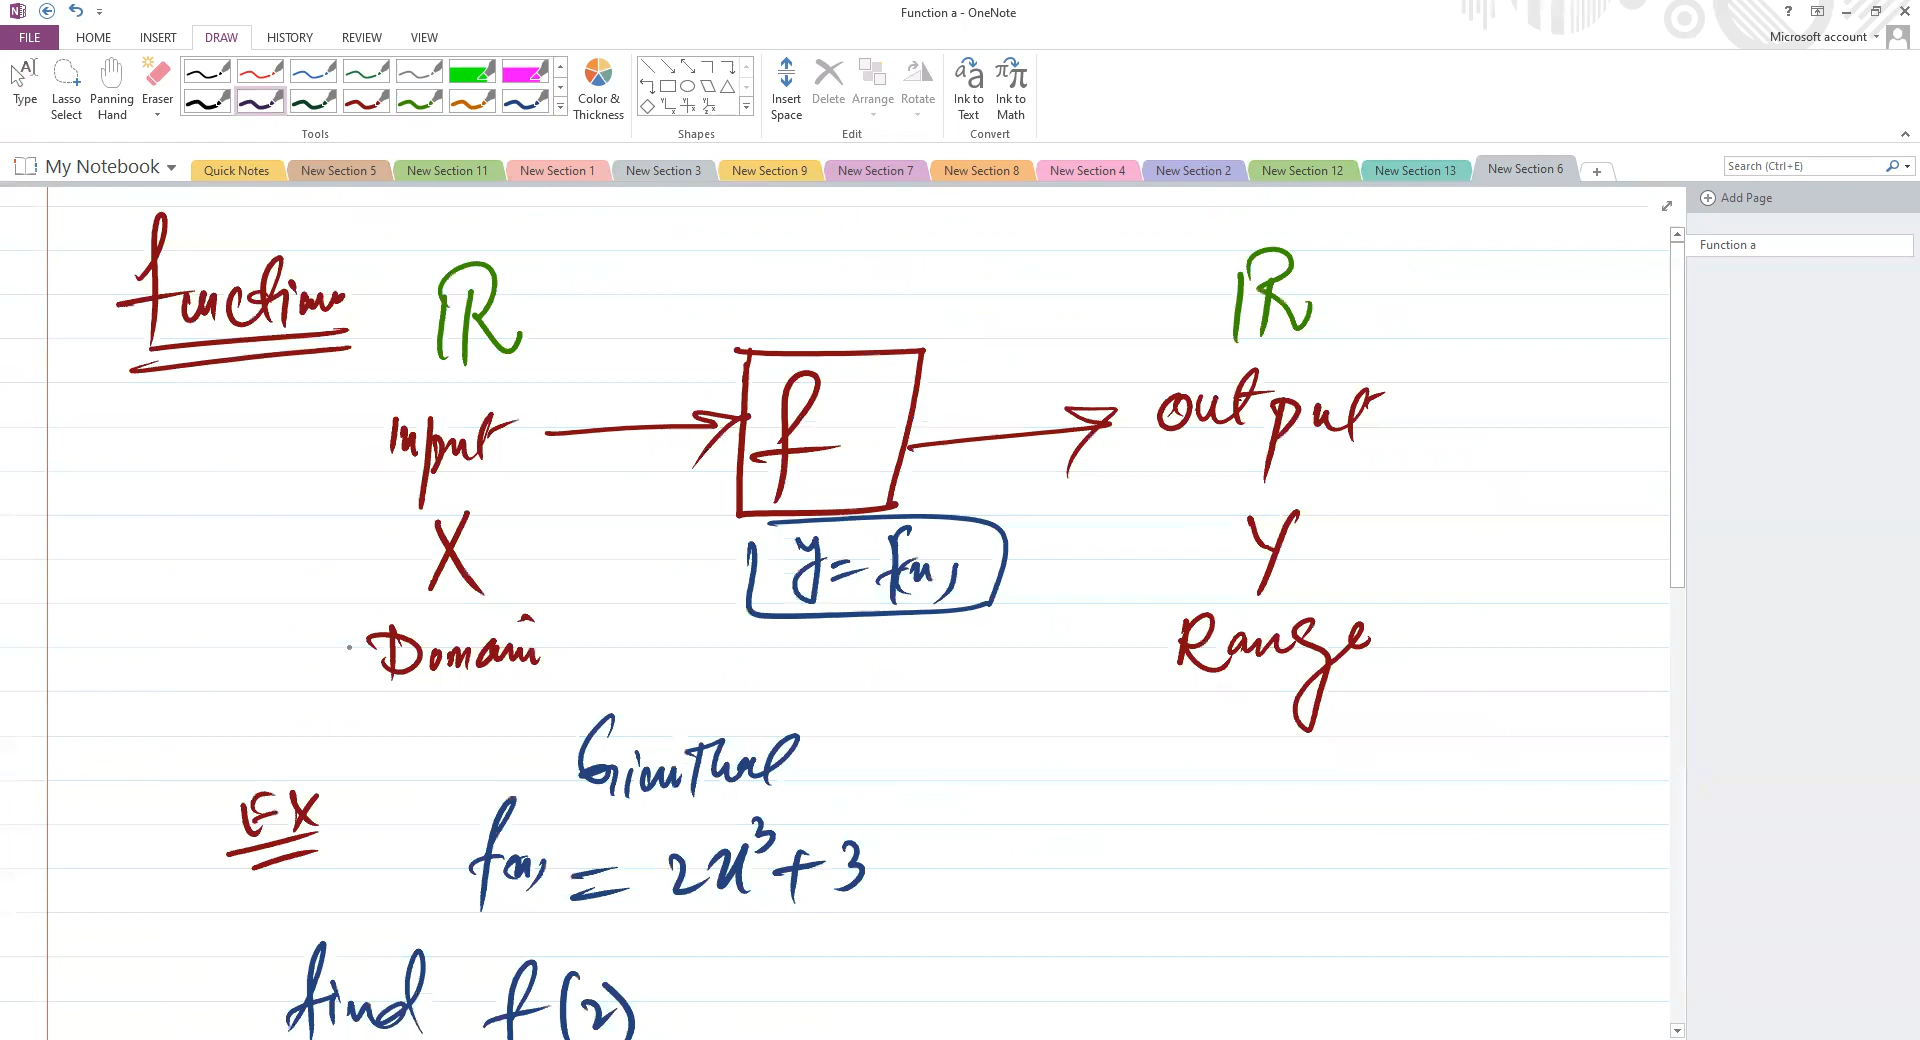 Function a - OneNote
Microsoft account
FILE HOME INSERT DRAW HISTORY REVIEW VIEW
Type
Lasso Select
Panning Hand
Eraser
Color & Thickness
Insert Space
Delete
Arrange
Rotate
Ink to Text
Ink to Math
Tools
Shapes
Edit
Convert
My Notebook
Quick Notes
New Section 5
New Section 11
New Section 1
New Section 3
New Section 9
New Section 7
New Section 8
New Section 4
New Section 2
New Section 12
New Section 13
New Section 6
Search (Ctrl+E)
Add Page
Function a
function
ℝ ℝ
input f output
X y = f(x) Y
Domain Range
Given that
EX f(x) = 2x³ + 3
find f(2)